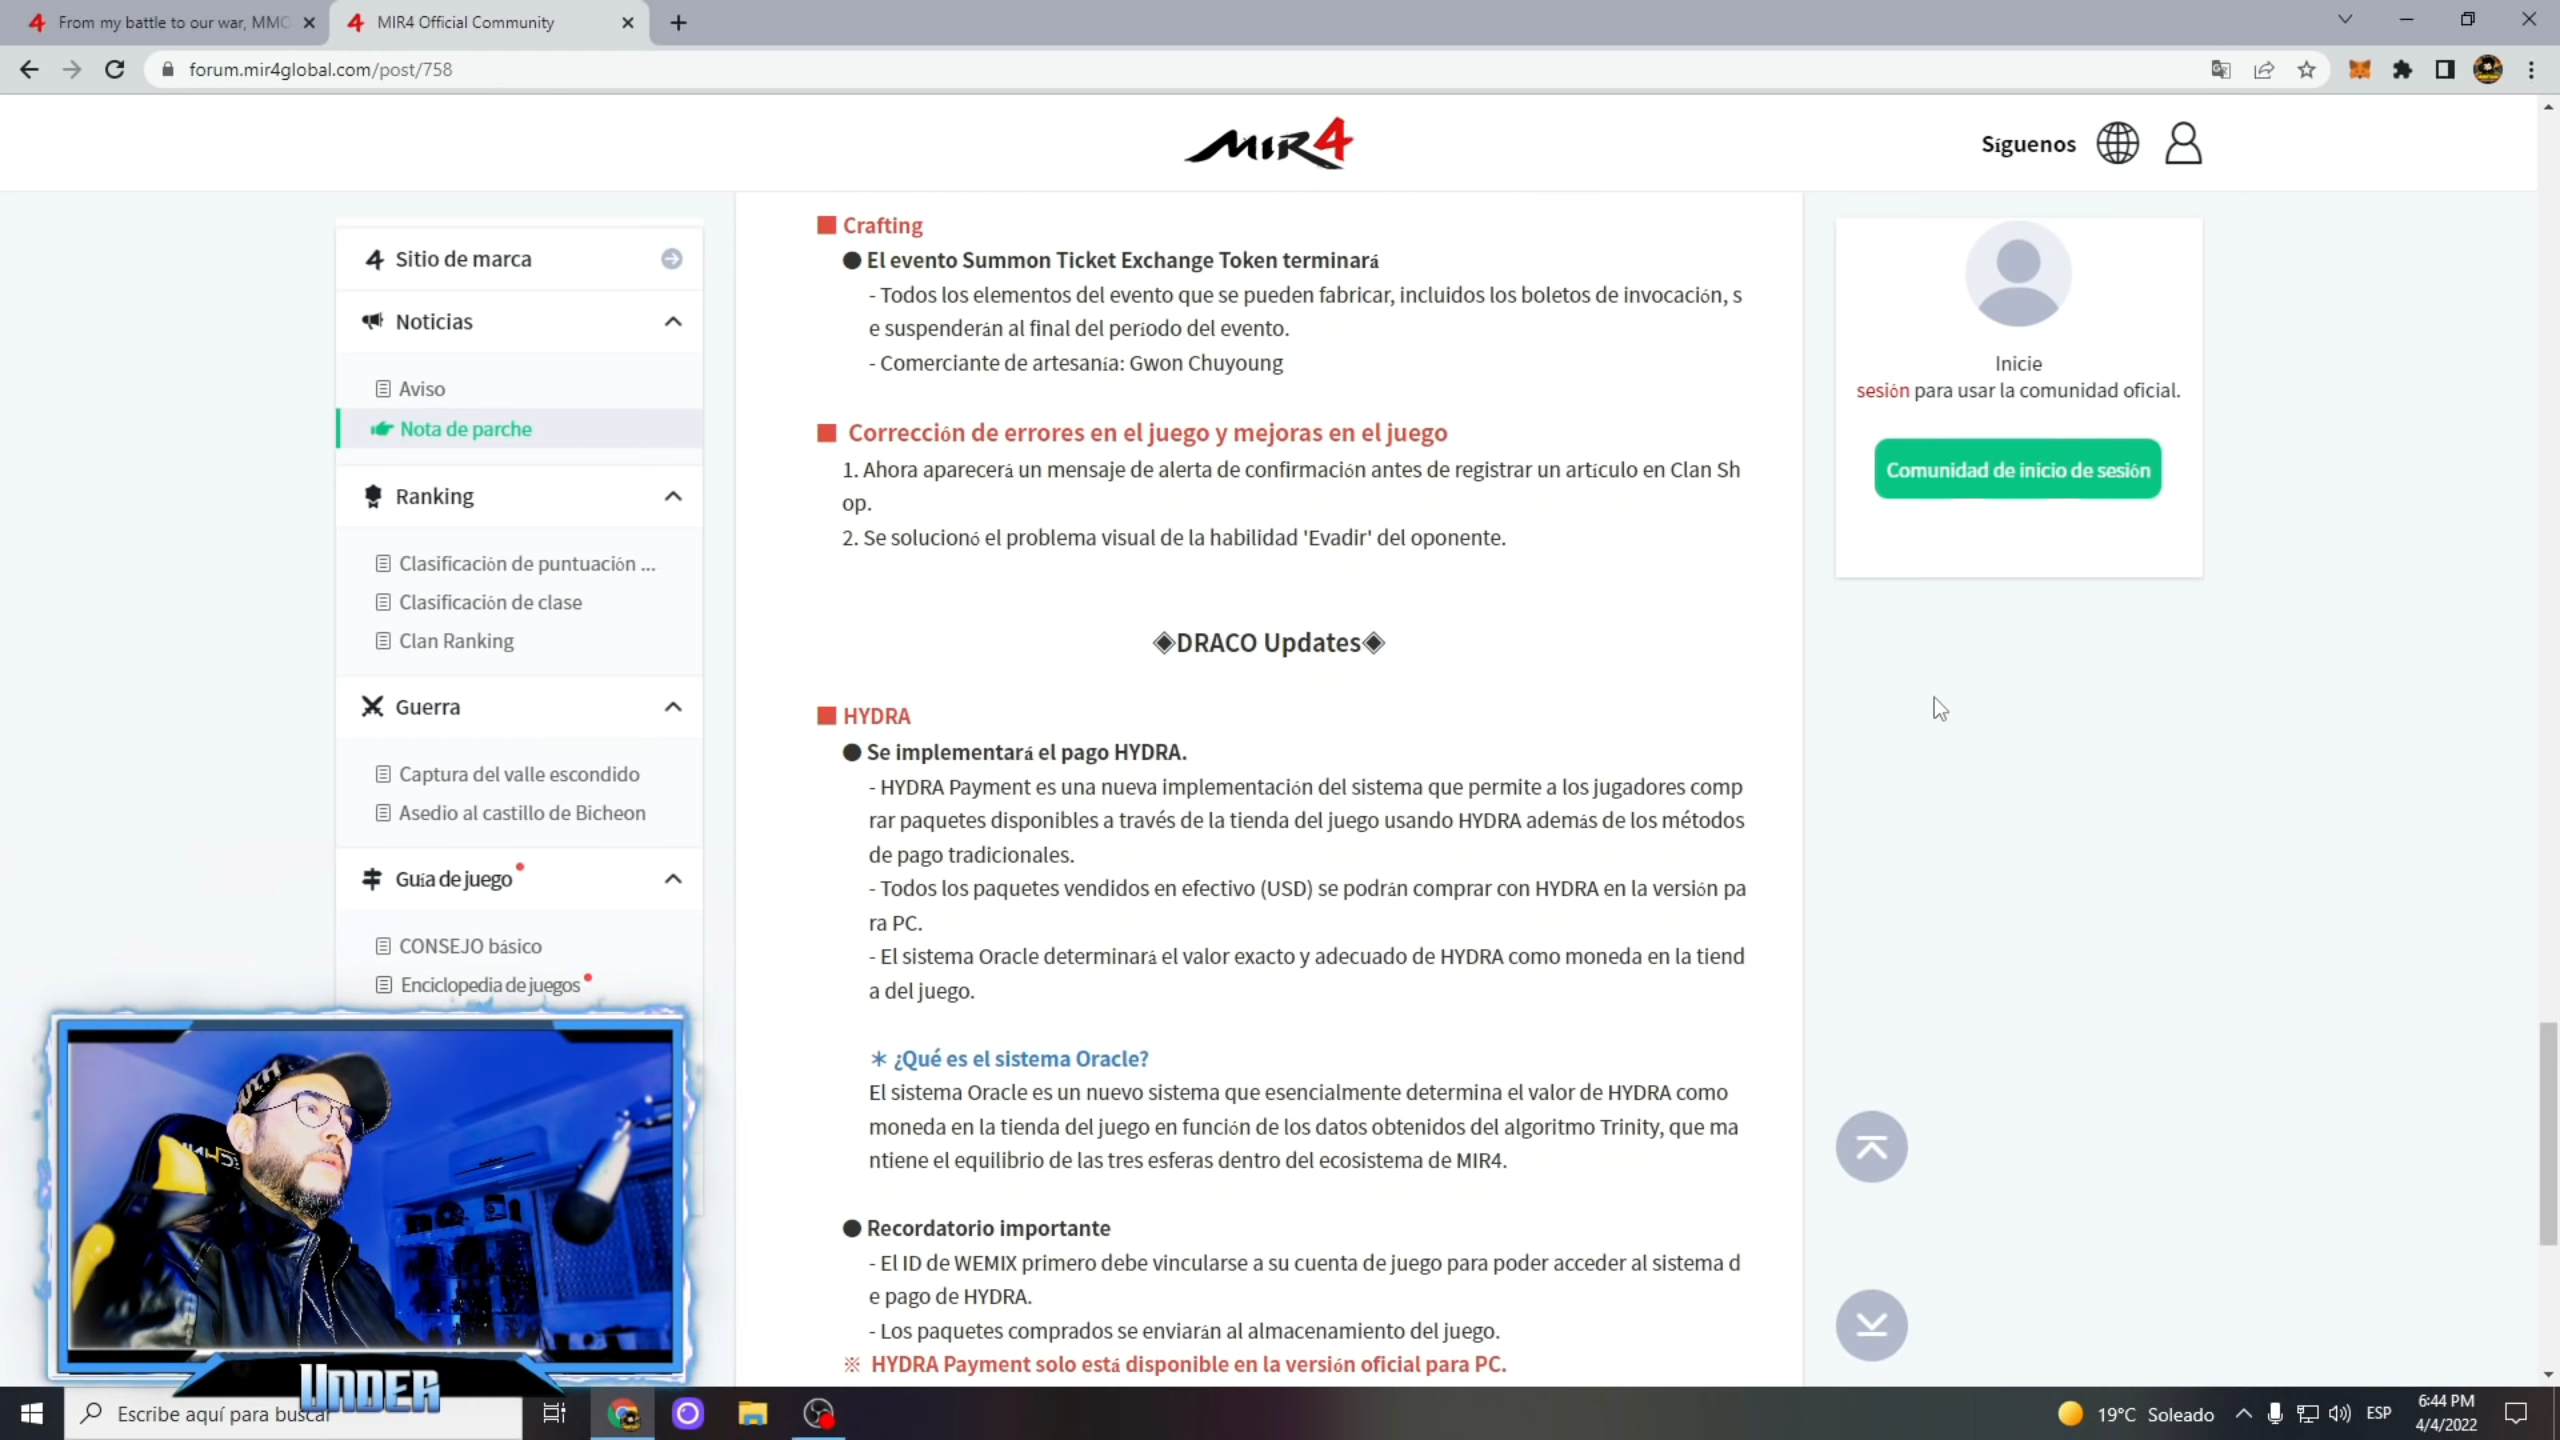 From my battle to our war, MMO
MIR4 Official Community
forum.mir4global.com/post/758
MIR4
Síguenos
Sitio de marca
Noticias
Aviso
Nota de parche
Ranking
Clasificación de puntuación ...
Clasificación de clase
Clan Ranking
Guerra
Captura del valle escondido
Asedio al castillo de Bicheon
Guía de juego
CONSEJO básico
Enciclopedia de juegos
Crafting
El evento Summon Ticket Exchange Token terminará
- Todos los elementos del evento que se pueden fabricar, incluidos los boletos de invocación, s
e suspenderán al final del período del evento.
- Comerciante de artesanía: Gwon Chuyoung
Corrección de errores en el juego y mejoras en el juego
1. Ahora aparecerá un mensaje de alerta de confirmación antes de registrar un artículo en Clan Sh
op.
2. Se solucionó el problema visual de la habilidad 'Evadir' del oponente.
◈DRACO Updates◈
HYDRA
Se implementará el pago HYDRA.
- HYDRA Payment es una nueva implementación del sistema que permite a los jugadores comp
rar paquetes disponibles a través de la tienda del juego usando HYDRA además de los métodos
de pago tradicionales.
- Todos los paquetes vendidos en efectivo (USD) se podrán comprar con HYDRA en la versión pa
ra PC.
- El sistema Oracle determinará el valor exacto y adecuado de HYDRA como moneda en la tiend
a del juego.
＊ ¿Qué es el sistema Oracle?
El sistema Oracle es un nuevo sistema que esencialmente determina el valor de HYDRA como
moneda en la tienda del juego en función de los datos obtenidos del algoritmo Trinity, que ma
ntiene el equilibrio de las tres esferas dentro del ecosistema de MIR4.
Recordatorio importante
- El ID de WEMIX primero debe vincularse a su cuenta de juego para poder acceder al sistema d
e pago de HYDRA.
- Los paquetes comprados se enviarán al almacenamiento del juego.
※ HYDRA Payment solo está disponible en la versión oficial para PC.
Inicie
sesión para usar la comunidad oficial.
Comunidad de inicio de sesión
UNDER
Escribe aquí para buscar
19°C Soleado
ESP
6:44 PM
4/4/2022